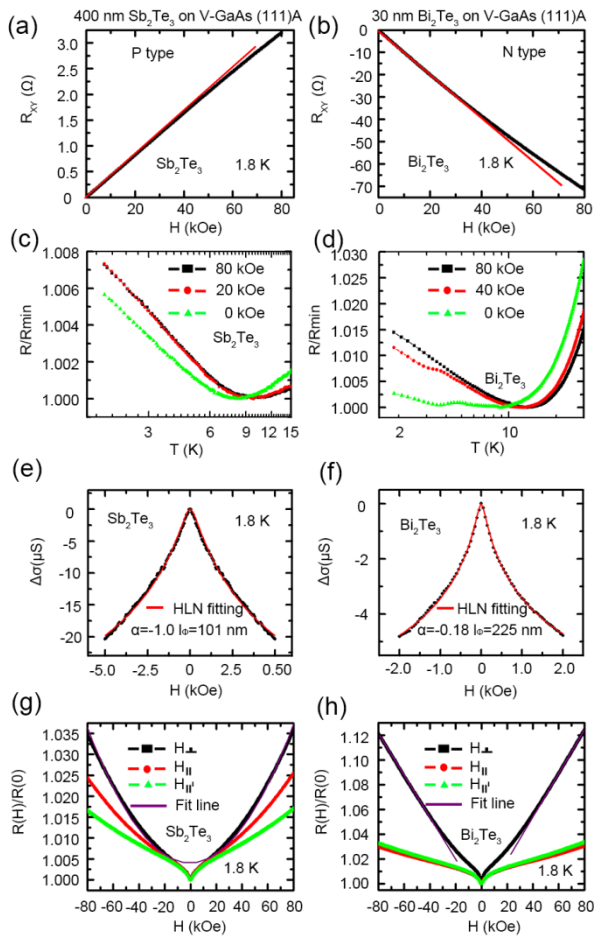 400 nm Sb2Te3 on V-GaAs (111)A
30 nm Bi2Te3 on V-GaAs (111)A
(a)
P type
Sb2Te3 1.8 K
RXY (Ω)
3.0
2.5
2.0
1.5
1.0
0.5
0
0 20 40 60 80
H (kOe)
(b)
N type
Bi2Te3 1.8 K
RXY (Ω)
0
-10
-20
-30
-40
-50
-60
-70
0 20 40 60 80
H (kOe)
(c)
80 kOe
20 kOe
0 kOe
Sb2Te3
R/Rmin
1.008
1.006
1.004
1.002
1.000
3 6 9 12 15
T (K)
(d)
80 kOe
40 kOe
0 kOe
Bi2Te3
R/Rmin
1.030
1.025
1.020
1.015
1.010
1.005
1.000
2 10
T (K)
(e)
Sb2Te3 1.8 K
HLN fitting
α=-1.0 lΦ=101 nm
Δσ(μS)
0
-5
-10
-15
-20
-5.0 -2.5 0 0.25 0.50
H (kOe)
(f)
Bi2Te3 1.8 K
HLN fitting
α=-0.18 lΦ=225 nm
Δσ(μS)
0
-2
-4
-2.0 -1.0 0 1.0 2.0
H (kOe)
(g)
H⊥
H||
H||'
Fit line
Sb2Te3
1.8 K
R(H)/R(0)
1.035
1.030
1.025
1.020
1.015
1.010
1.005
1.000
-80 -60 -40 -20 0 20 40 60 80
H (kOe)
(h)
H⊥
H||
H||'
Fit line
Bi2Te3
1.8 K
R(H)/R(0)
1.12
1.10
1.08
1.06
1.04
1.02
1.00
-80 -60 -40 -20 0 20 40 60 80
H (kOe)